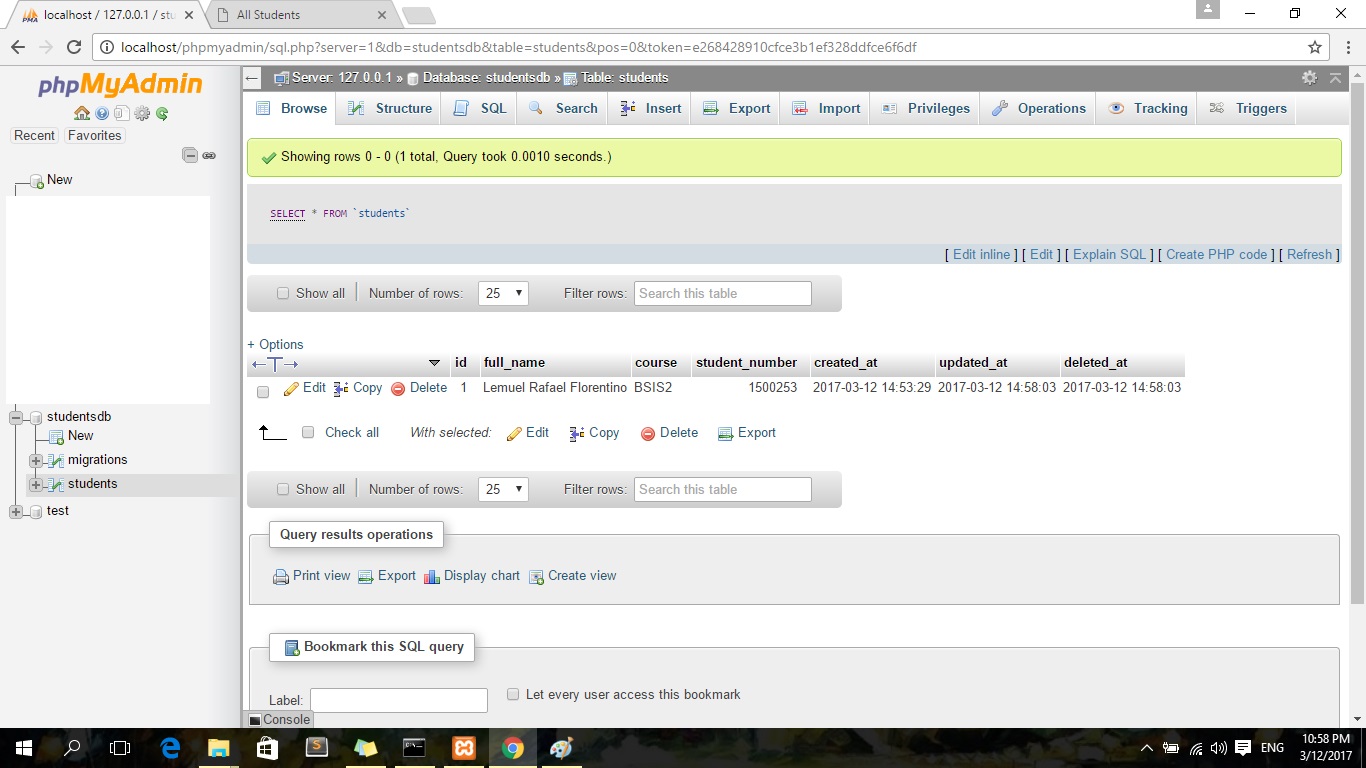 localhost / 127.0.0.1 / stu
All Students
localhost/phpmyadmin/sql.php?server=1&db=studentsdb&table=students&pos=0&token=e268428910cfce3b1ef328ddfce6f6df
phpMyAdmin
Recent Favorites
New
studentsdb
New
migrations
students
test
Server: 127.0.0.1 » Database: studentsdb » Table: students
Browse Structure SQL Search Insert Export Import Privileges Operations Tracking Triggers
Showing rows 0 - 0 (1 total, Query took 0.0010 seconds.)
SELECT * FROM `students`
[ Edit inline ] [ Edit ] [ Explain SQL ] [ Create PHP code ] [ Refresh ]
Show all Number of rows: 25 Filter rows: Search this table
+ Options
id full_name course student_number created_at updated_at deleted_at
Edit Copy Delete 1 Lemuel Rafael Florentino BSIS2 1500253 2017-03-12 14:53:29 2017-03-12 14:58:03 2017-03-12 14:58:03
Check all With selected: Edit Copy Delete Export
Show all Number of rows: 25 Filter rows: Search this table
Query results operations
Print view Export Display chart Create view
Bookmark this SQL query
Label: Let every user access this bookmark
Console
ENG
10:58 PM
3/12/2017